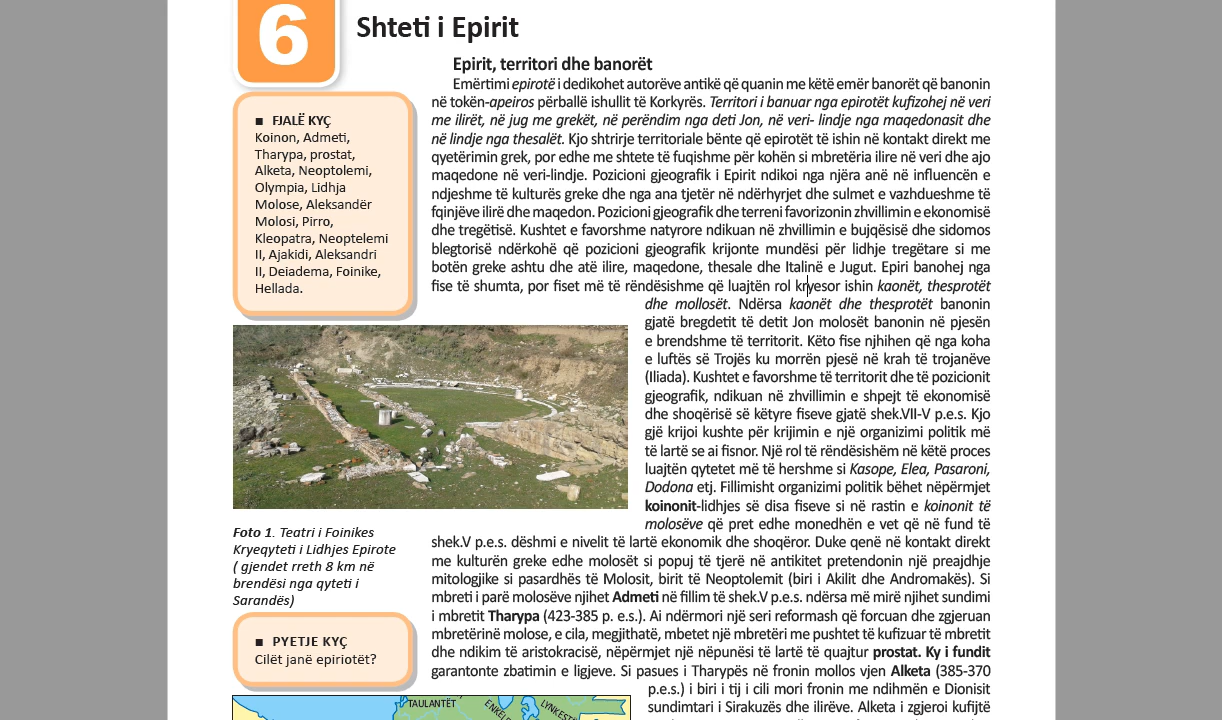 6
Shteti i Epirit
Epirit, territori dhe banorët
Emërtimi epirotë i dedikohet autorëve antikë që quanin me këtë emër banorët që banonin
në tokën-apeiros përballë ishullit të Korkyrës. Territori i banuar nga epirotët kufizohej në veri
me ilirët, në jug me grekët, në perëndim nga deti Jon, në veri- lindje nga maqedonasit dhe
në lindje nga thesalët. Kjo shtrirje territoriale bënte që epirotët të ishin në kontakt direkt me
qyetërimin grek, por edhe me shtete të fuqishme për kohën si mbretëria ilire në veri dhe ajo
maqedone në veri-lindje. Pozicioni gjeografik i Epirit ndikoi nga njëra anë në influencën e
ndjeshme të kulturës greke dhe nga ana tjetër në ndërhyrjet dhe sulmet e vazhdueshme të
fqinjëve ilirë dhe maqedon. Pozicioni gjeografik dhe terreni favorizonin zhvillimin e ekonomisë
dhe tregëtisë. Kushtet e favorshme natyrore ndikuan në zhvillimin e bujqësisë dhe sidomos
blegtorisë ndërkohë që pozicioni gjeografik krijonte mundësi për lidhje tregëtare si me
botën greke ashtu dhe atë ilire, maqedone, thesale dhe Italinë e Jugut. Epiri banohej nga
fise të shumta, por fiset më të rëndësishme që luajtën rol kryesor ishin kaonët, thesprotët
dhe mollosët. Ndërsa kaonët dhe thesprotët banonin
gjatë bregdetit të detit Jon molosët banonin në pjesën
e brendshme të territorit. Këto fise njhihen që nga koha
e luftës së Trojës ku morrën pjesë në krah të trojanëve
(Iliada). Kushtet e favorshme të territorit dhe të pozicionit
gjeografik, ndikuan në zhvillimin e shpejt të ekonomisë
dhe shoqërisë së këtyre fiseve gjatë shek.VII-V p.e.s. Kjo
gjë krijoi kushte për krijimin e një organizimi politik më
të lartë se ai fisnor. Një rol të rëndësishëm në këtë proces
luajtën qytetet më të hershme si Kasope, Elea, Pasaroni,
Dodona etj. Fillimisht organizimi politik bëhet nëpërmjet
koinonit-lidhjes së disa fiseve si në rastin e koinonit të
molosëve që pret edhe monedhën e vet që në fund të
shek.V p.e.s. dëshmi e nivelit të lartë ekonomik dhe shoqëror. Duke qenë në kontakt direkt
me kulturën greke edhe molosët si popuj të tjerë në antikitet pretendonin një preajdhje
mitologjike si pasardhës të Molosit, birit të Neoptolemit (biri i Akilit dhe Andromakës). Si
mbreti i parë molosëve njihet Admeti në fillim të shek.V p.e.s. ndërsa më mirë njihet sundimi
i mbretit Tharypa (423-385 p. e.s.). Ai ndërmori një seri reformash që forcuan dhe zgjeruan
mbretërinë molose, e cila, megjithatë, mbetet një mbretëri me pushtet të kufizuar të mbretit
dhe ndikim të aristokracisë, nëpërmjet një nëpunësi të lartë të quajtur prostat. Ky i fundit
garantonte zbatimin e ligjeve. Si pasues i Tharypës në fronin mollos vjen Alketa (385-370
p.e.s.) i biri i tij i cili mori fronin me ndihmën e Dionisit
sundimtari i Sirakuzës dhe ilirëve. Alketa i zgjeroi kufijtë
■ FJALË KYÇ
Koinon, Admeti,
Tharypa, prostat,
Alketa, Neoptolemi,
Olympia, Lidhja
Molose, Aleksandër
Molosi, Pirro,
Kleopatra, Neoptelemi
II, Ajakidi, Aleksandri
II, Deiadema, Foinike,
Hellada.
Foto 1. Teatri i Foinikes
Kryeqyteti i Lidhjes Epirote
( gjendet rreth 8 km në
brendësi nga qyteti i
Sarandës)
■ PYETJE KYÇ
Cilët janë epiriotët?
TAULANTËT
LYNKEST